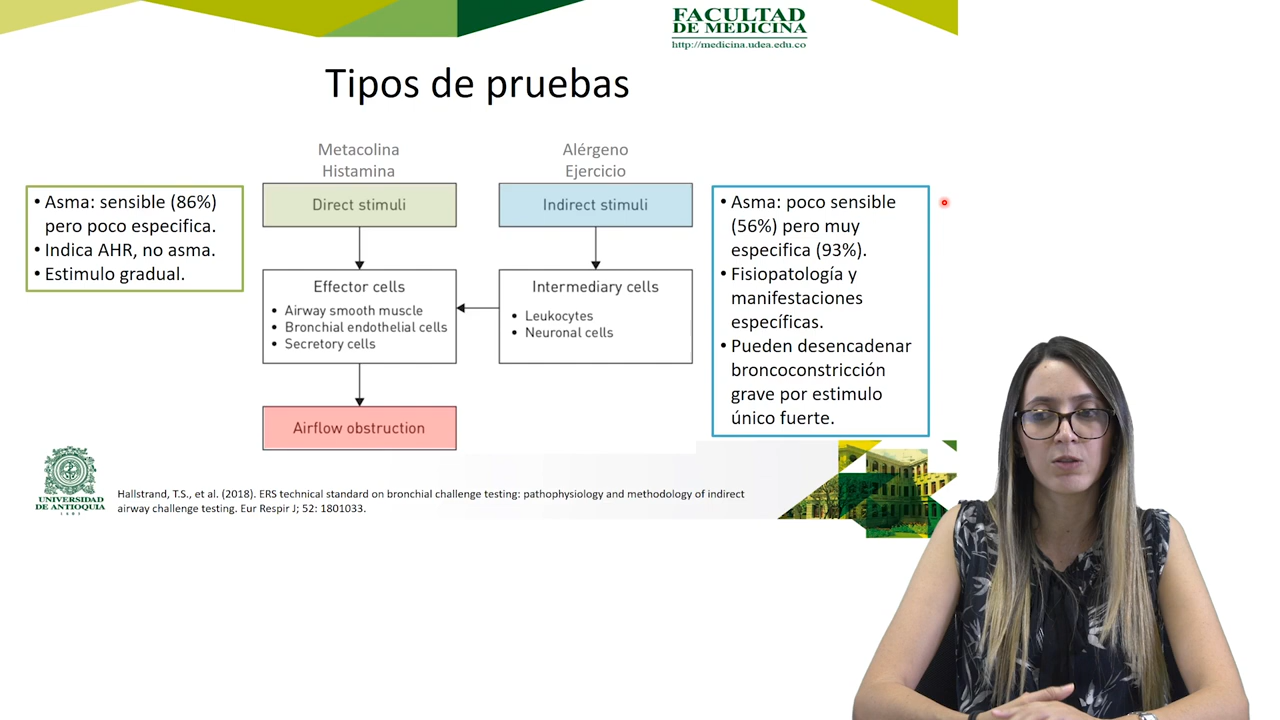 FACULTAD
DE MEDICINA
http://medicina.udea.edu.co
Tipos de pruebas
Metacolina
Histamina
Alérgeno
Ejercicio
• Asma: sensible (86%)
pero poco especifica.
• Indica AHR, no asma.
• Estimulo gradual.
Direct stimuli
Indirect stimuli
Effector cells
• Airway smooth muscle
• Bronchial endothelial cells
• Secretory cells
Intermediary cells
• Leukocytes
• Neuronal cells
Airflow obstruction
• Asma: poco sensible
(56%) pero muy
especifica (93%).
• Fisiopatología y
manifestaciones
específicas.
• Pueden desencadenar
broncoconstricción
grave por estimulo
único fuerte.
UNIVERSIDAD
DE ANTIOQUIA
1803
Hallstrand, T.S., et al. (2018). ERS technical standard on bronchial challenge testing: pathophysiology and methodology of indirect
airway challenge testing. Eur Respir J; 52: 1801033.